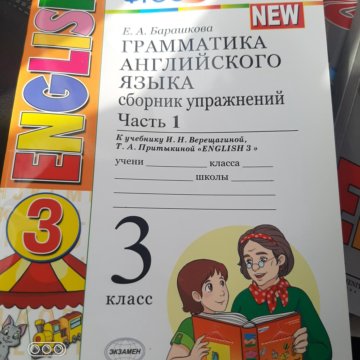 ENGLISH
NEW
Е. А. Барашкова
ГРАММАТИКА
АНГЛИЙСКОГО
ЯЗЫКА
сборник упражнений
Часть 1
К учебнику И. Н. Верещагиной,
Т. А. Притыкиной «ENGLISH 3»
учени класса
школы
3
3
класс
ЭКЗАМЕН